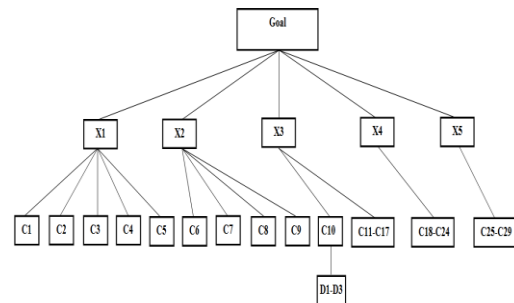 Goal
X1 X2 X3 X4 X5
C1 C2 C3 C4 C5 C6 C7 C8 C9 C10 C11-C17 C18-C24 C25-C29
D1-D3